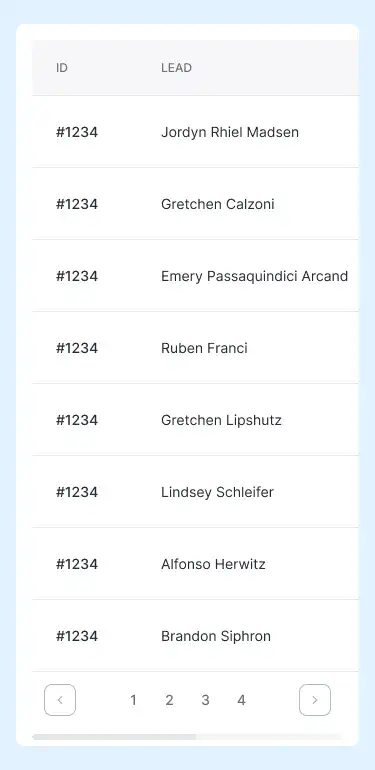 ID LEAD
#1234 Jordyn Rhiel Madsen
#1234 Gretchen Calzoni
#1234 Emery Passaquindici Arcand
#1234 Ruben Franci
#1234 Gretchen Lipshutz
#1234 Lindsey Schleifer
#1234 Alfonso Herwitz
#1234 Brandon Siphron
1 2 3 4